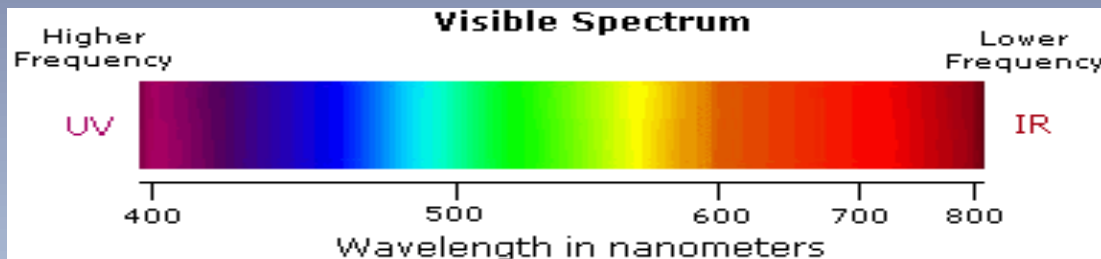 Visible Spectrum
Higher
Frequency
Lower
Frequency
UV
IR
400 500 600 700 800
Wavelength in nanometers